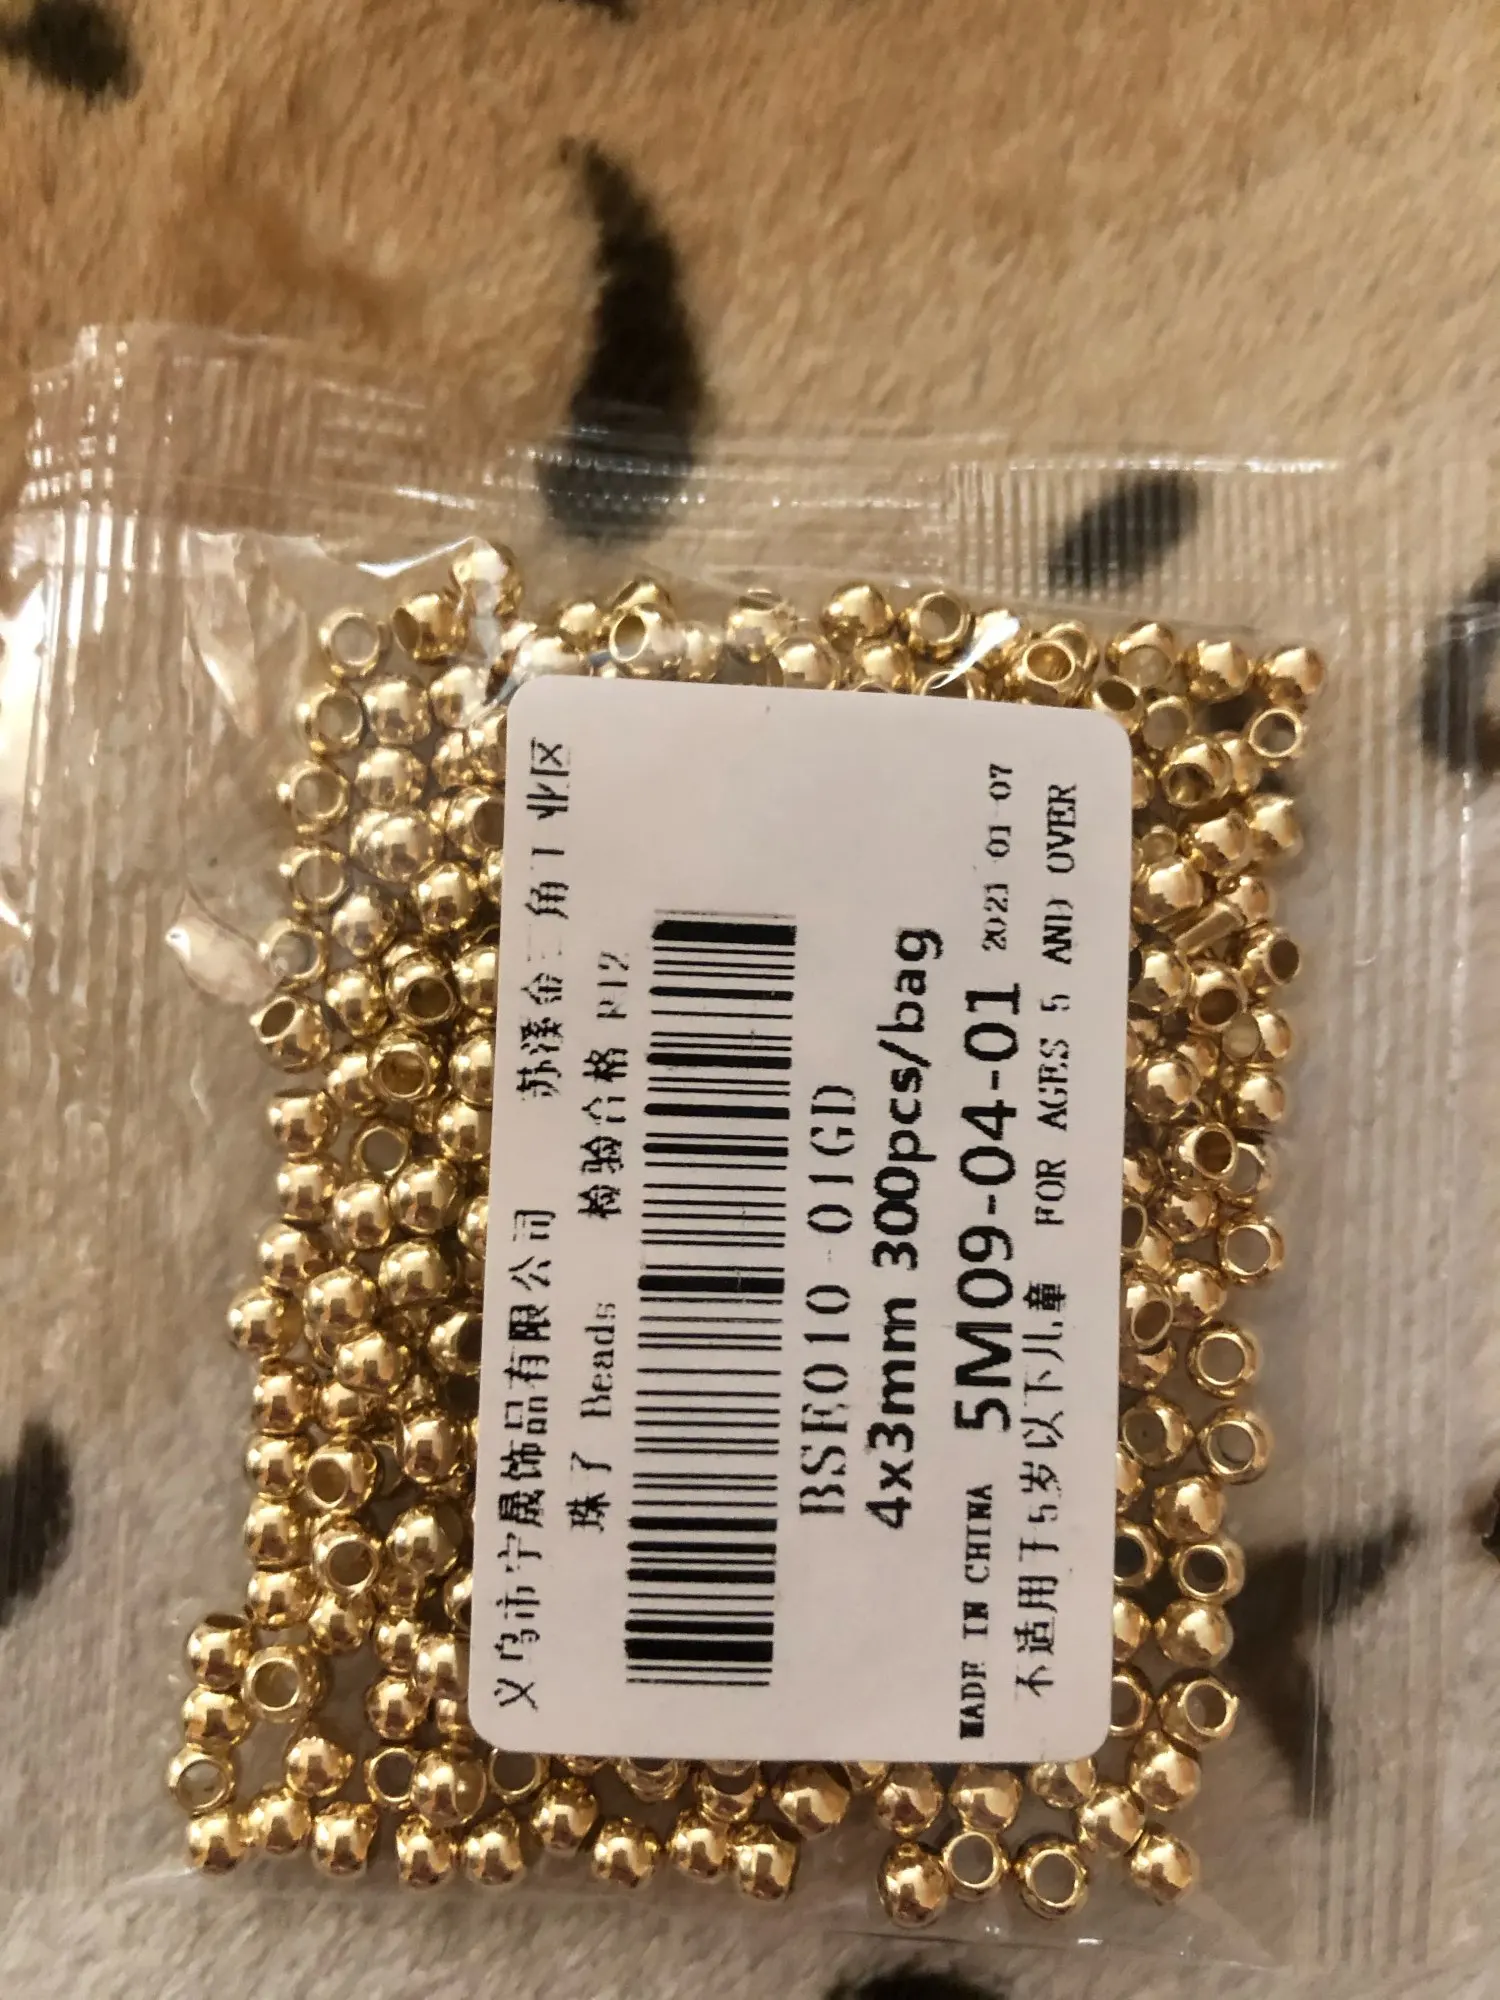 义乌市宁晟饰品有限公司 苏溪金三角工业区
珠子 Beads 检验合格 R12
BSE010-01GD
4x3mm 300pcs/bag
MADE IN CHINA 5M09-04-01 2021-01-07
不适用于5岁以下儿童 FOR AGES 5 AND OVER